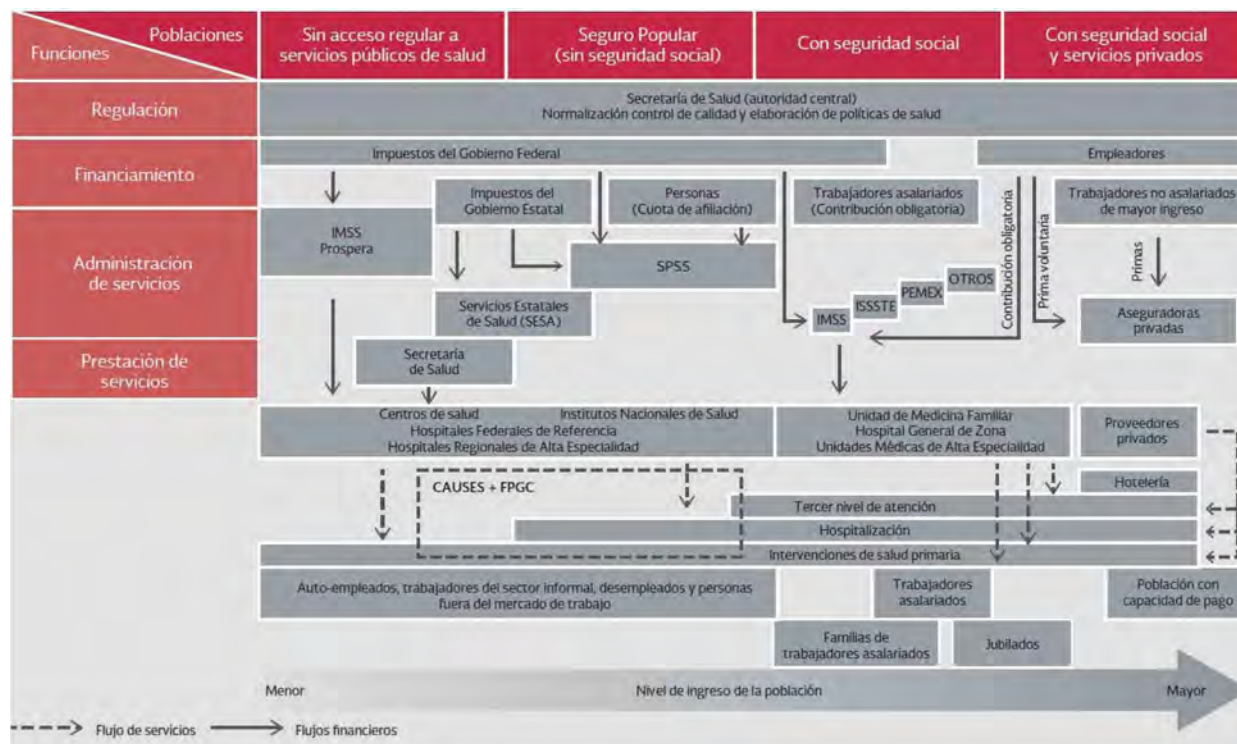 Poblaciones
Funciones
Sin acceso regular a
servicios públicos de salud
Seguro Popular
(sin seguridad social)
Con seguridad social
Con seguridad social
y servicios privados
Regulación
Secretaría de Salud (autoridad central)
Normalización control de calidad y elaboración de políticas de salud
Financiamiento
Impuestos del Gobierno Federal
Empleadores
Impuestos del
Gobierno Estatal
Personas
(Cuota de afiliación)
Trabajadores asalariados
(Contribución obligatoria)
Contribución obligatoria
Prima voluntaria
Trabajadores no asalariados
de mayor ingreso
Primas
Administración
de servicios
IMSS
Prospera
SPSS
Servicios Estatales
de Salud (SESA)
IMSS
ISSSTE
PEMEX
OTROS
Aseguradoras
privadas
Prestación de
servicios
Secretaría
de Salud
Centros de salud
Institutos Nacionales de Salud
Hospitales Federales de Referencia
Hospitales Regionales de Alta Especialidad
Unidad de Medicina Familiar
Hospital General de Zona
Unidades Médicas de Alta Especialidad
Proveedores
privados
CAUSES + FPGC
Hotelería
Tercer nivel de atención
Hospitalización
Intervenciones de salud primaria
Auto-empleados, trabajadores del sector informal, desempleados y personas
fuera del mercado de trabajo
Trabajadores
asalariados
Población con
capacidad de pago
Familias de
trabajadores asalariados
Jubilados
Menor
Nivel de ingreso de la población
Mayor
Flujo de servicios
Flujos financieros